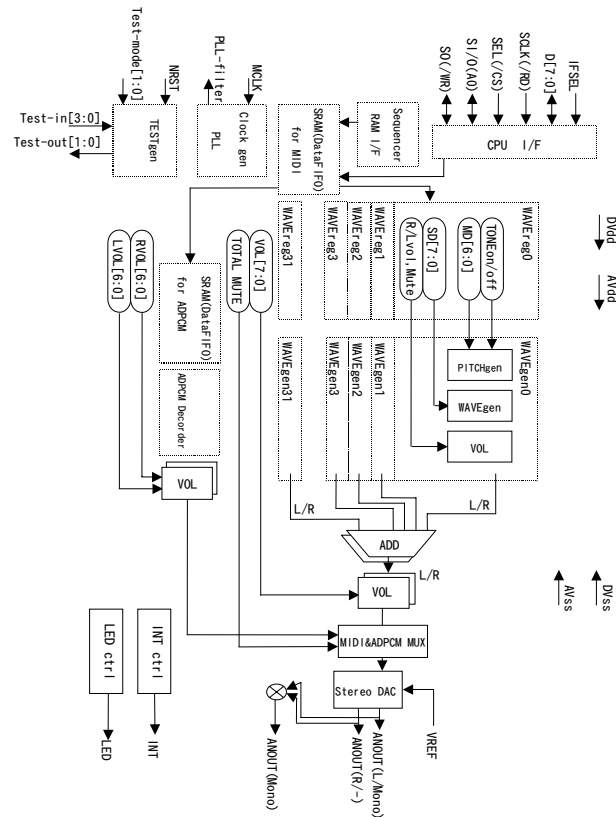 IFSEL
D[7:0]
SCLK(/RD)
SEL(/CS)
SI/O(A0)
SO(/WR)
MCLK
PLL-filter
NRST
Test-mode[1:0]
CPU I/F
Sequencer
RAM I/F
SRAM(DataFIFO)
for MIDI
Clock gen
PLL
TESTgen
Test-in[3:0]
Test-out[1:0]
DVdd
AVdd
WAVEreg0
TONEon/off
MD[6:0]
SD[7:0]
R/Lvol,Mute
WAVEreg1
WAVEreg2
WAVEreg3
WAVEreg31
VOL[7:0]
TOTAL MUTE
SRAM(DataFIFO)
for ADPCM
RVOL[6:0]
LVOL[6:0]
WAVEgen0
PITCHgen
WAVEgen
VOL
WAVEgen1
WAVEgen2
WAVEgen3
WAVEgen31
ADPCM Decorder
VOL
L/R
L/R
ADD
L/R
VOL
MIDI&ADPCM MUX
Stereo DAC
DVss
AVss
VREF
ANOUT(L/Mono)
ANOUT(R/-)
ANOUT(Mono)
INT ctrl
INT
LED ctrl
LED